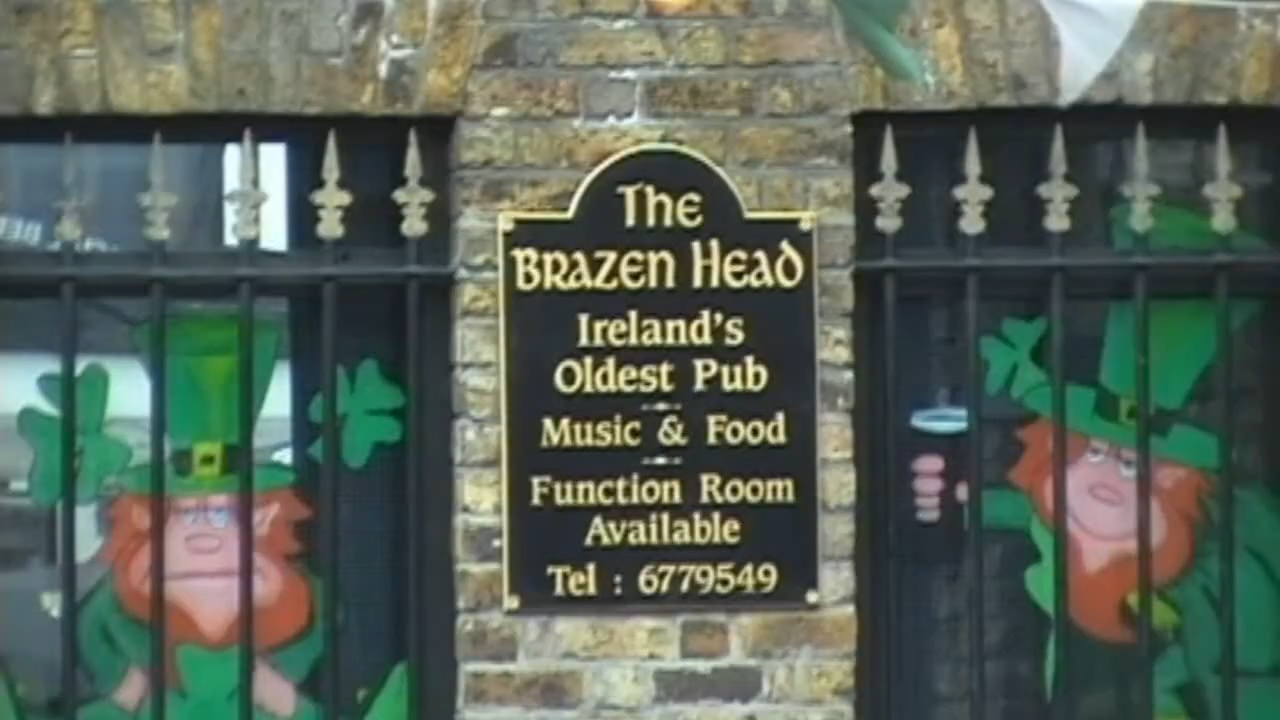 The
Brazen Head
Ireland's
Oldest Pub
Music & Food
Function Room
Available
Tel : 6779549